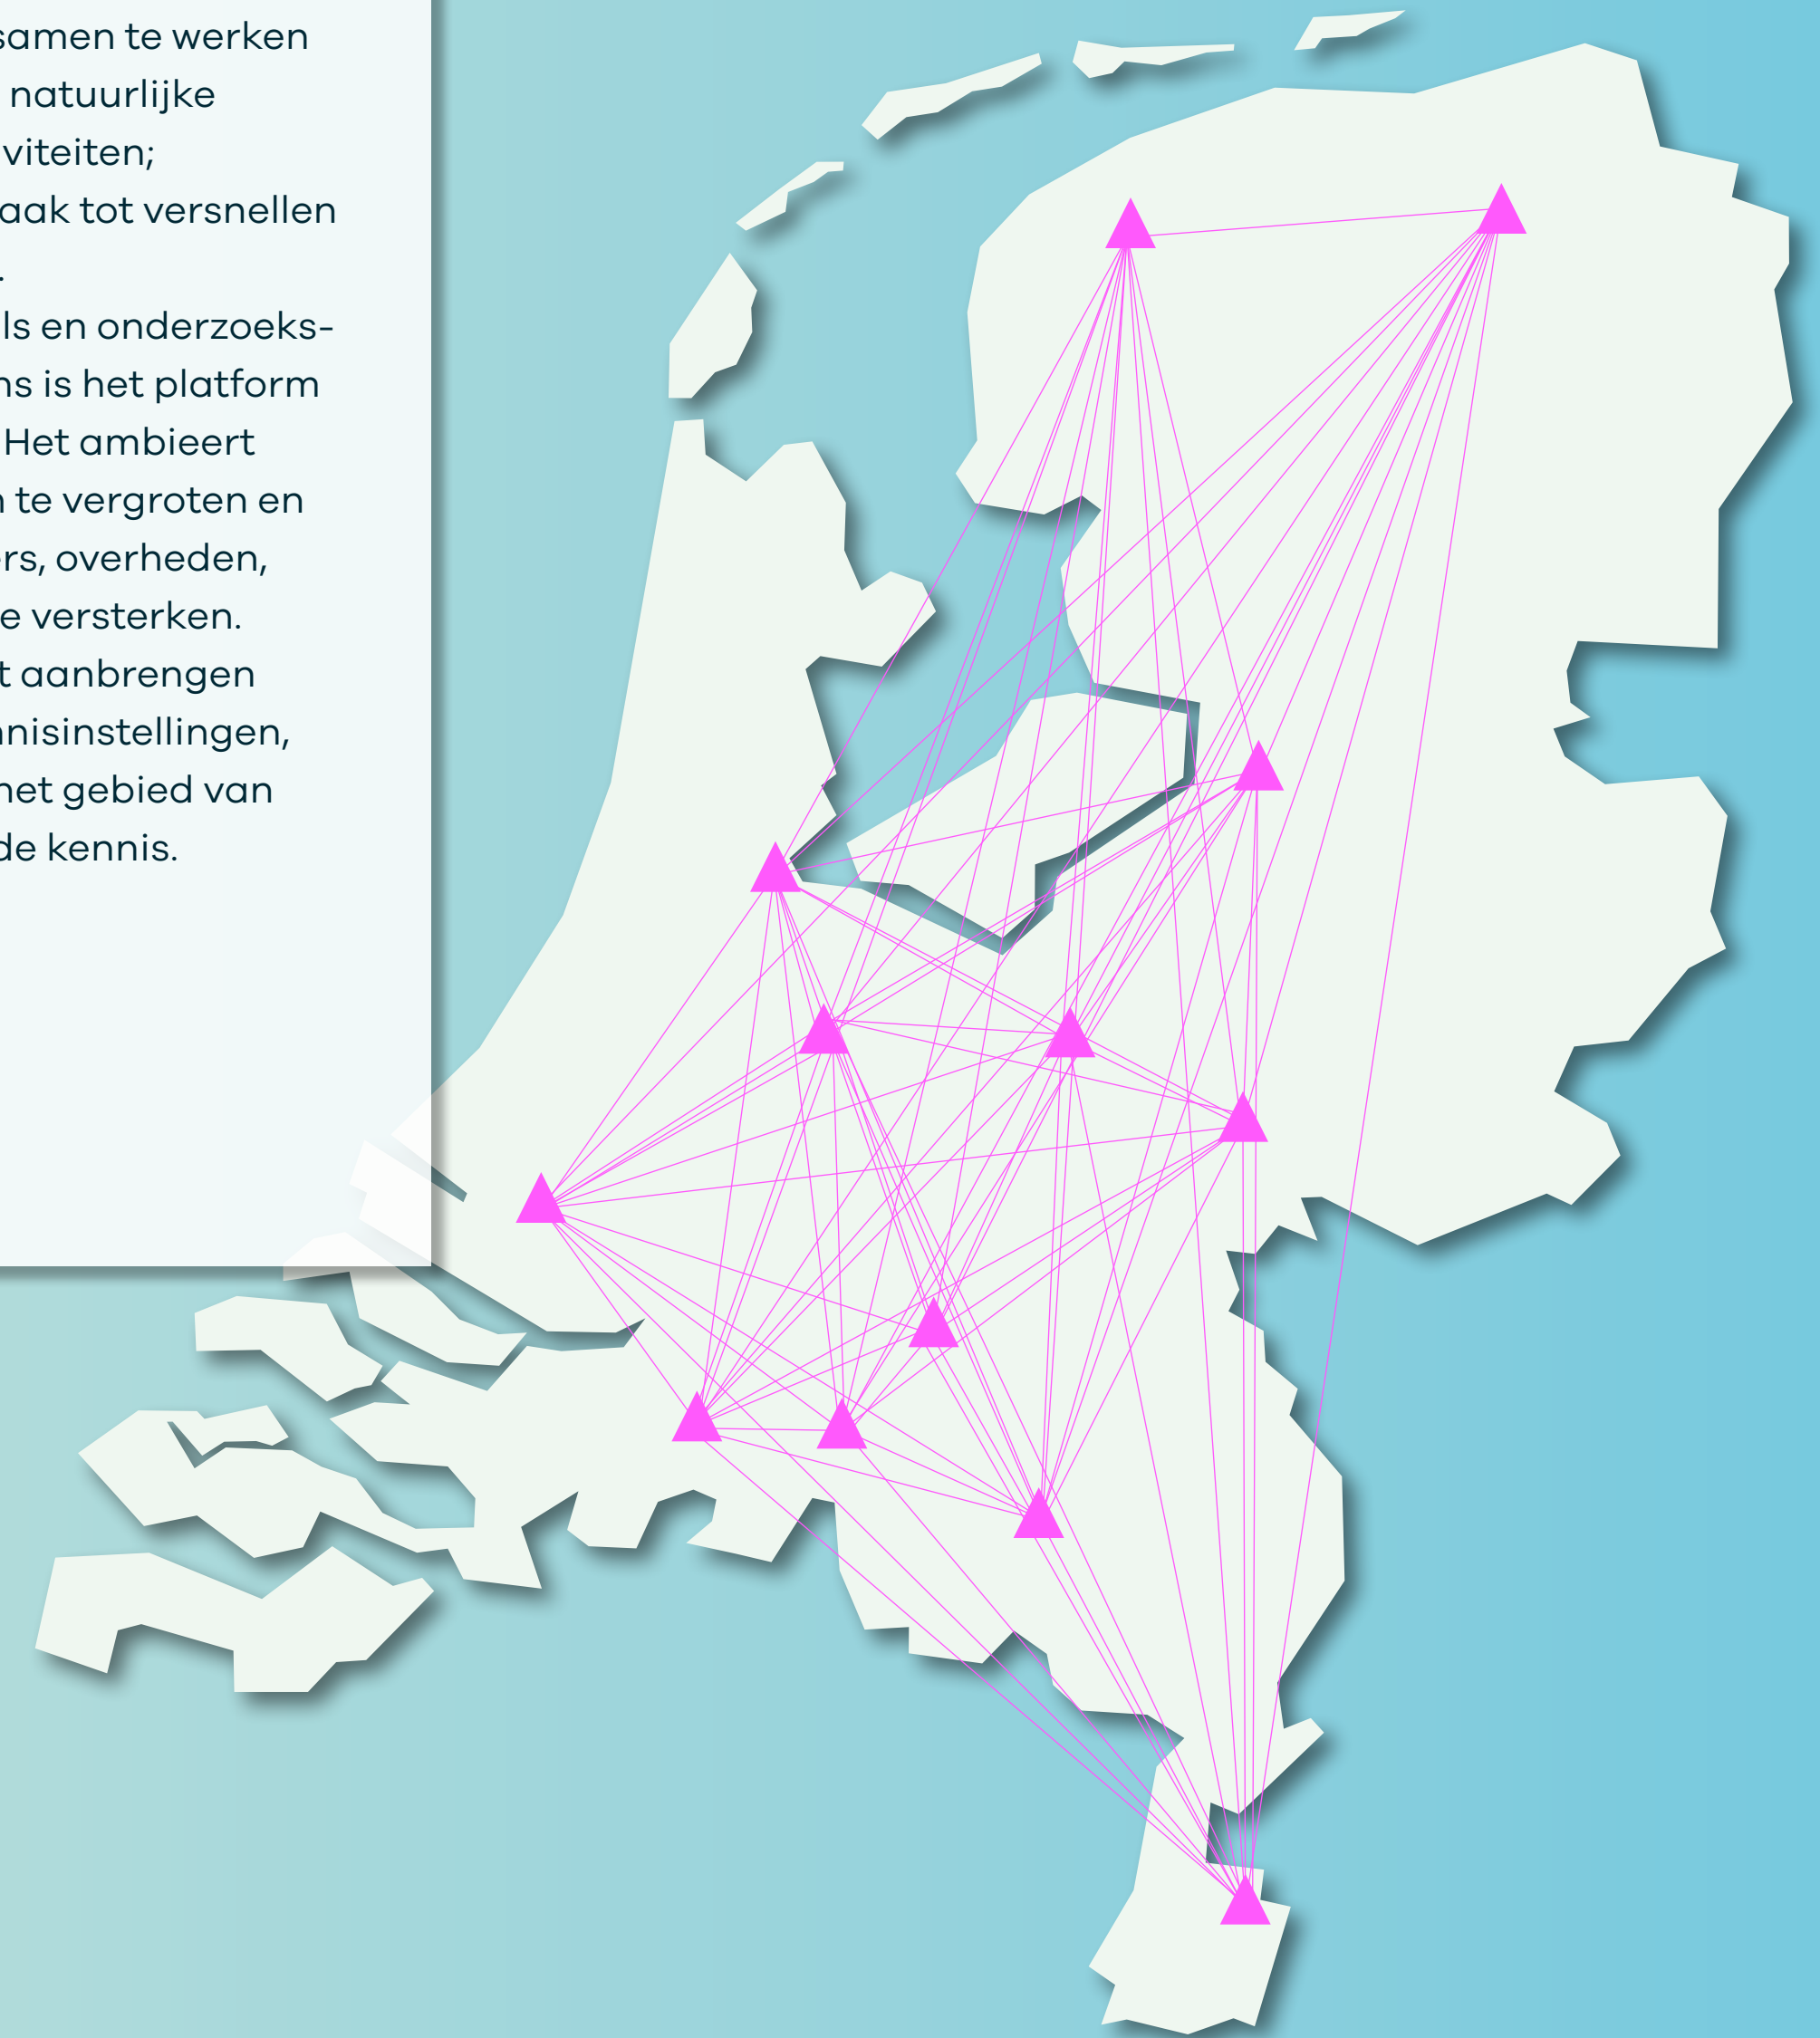 samen te werken
natuurlijke
viteiten;
aak tot versnellen
.
ls en onderzoeks-
ns is het platform
Het ambieert
n te vergroten en
rs, overheden,
e versterken.
t aanbrengen
nnisinstellingen,
het gebied van
de kennis.